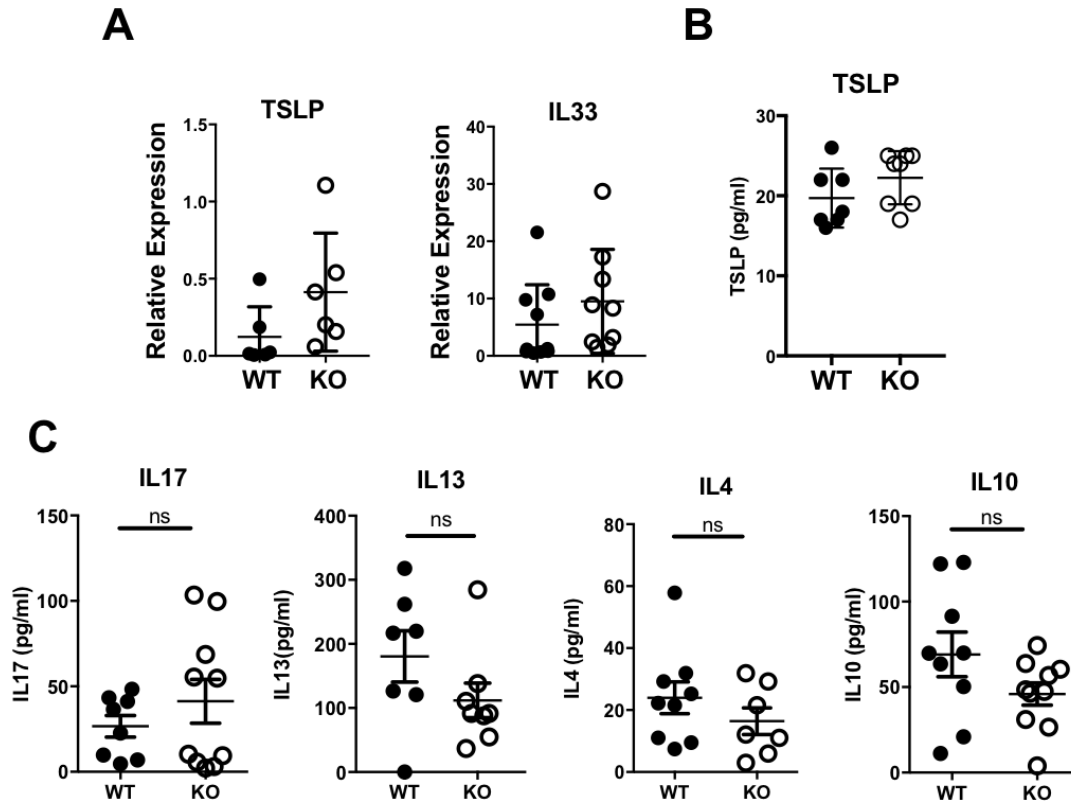 A
B
TSLP
IL33
TSLP
Relative Expression
1.5
1.0
0.5
0.0
WT KO
Relative Expression
40
30
20
10
0
WT KO
TSLP (pg/ml)
30
20
10
0
WT KO
C
IL17
IL13
IL4
IL10
ns
ns
ns
ns
IL17 (pg/ml)
150
100
50
0
WT KO
IL13(pg/ml)
400
300
200
100
0
WT KO
IL4 (pg/ml)
80
60
40
20
0
WT KO
IL10 (pg/ml)
150
100
50
0
WT KO